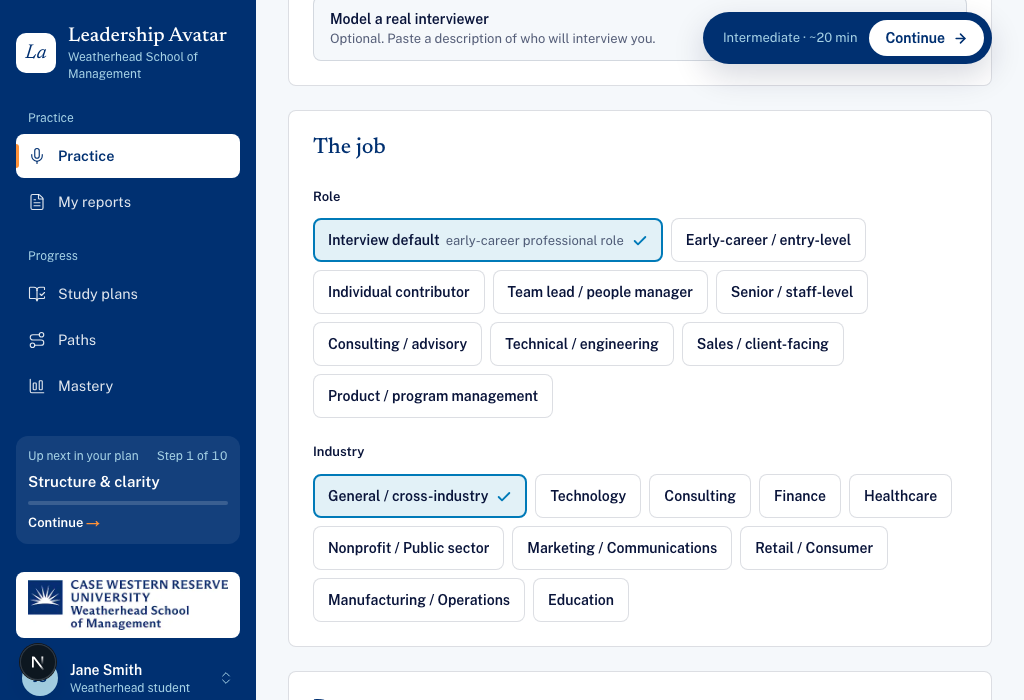 La
Leadership Avatar
Weatherhead School of
Management
Practice
Practice
My reports
Progress
Study plans
Paths
Mastery
Up next in your plan
Step 1 of 10
Structure & clarity
Continue →
CASE WESTERN RESERVE
UNIVERSITY
Weatherhead School
of Management
N
Jane Smith
Weatherhead student
Model a real interviewer
Optional. Paste a description of who will interview you.
Intermediate · ~20 min
Continue →
The job
Role
Interview default early-career professional role
Early-career / entry-level
Individual contributor
Team lead / people manager
Senior / staff-level
Consulting / advisory
Technical / engineering
Sales / client-facing
Product / program management
Industry
General / cross-industry
Technology
Consulting
Finance
Healthcare
Nonprofit / Public sector
Marketing / Communications
Retail / Consumer
Manufacturing / Operations
Education